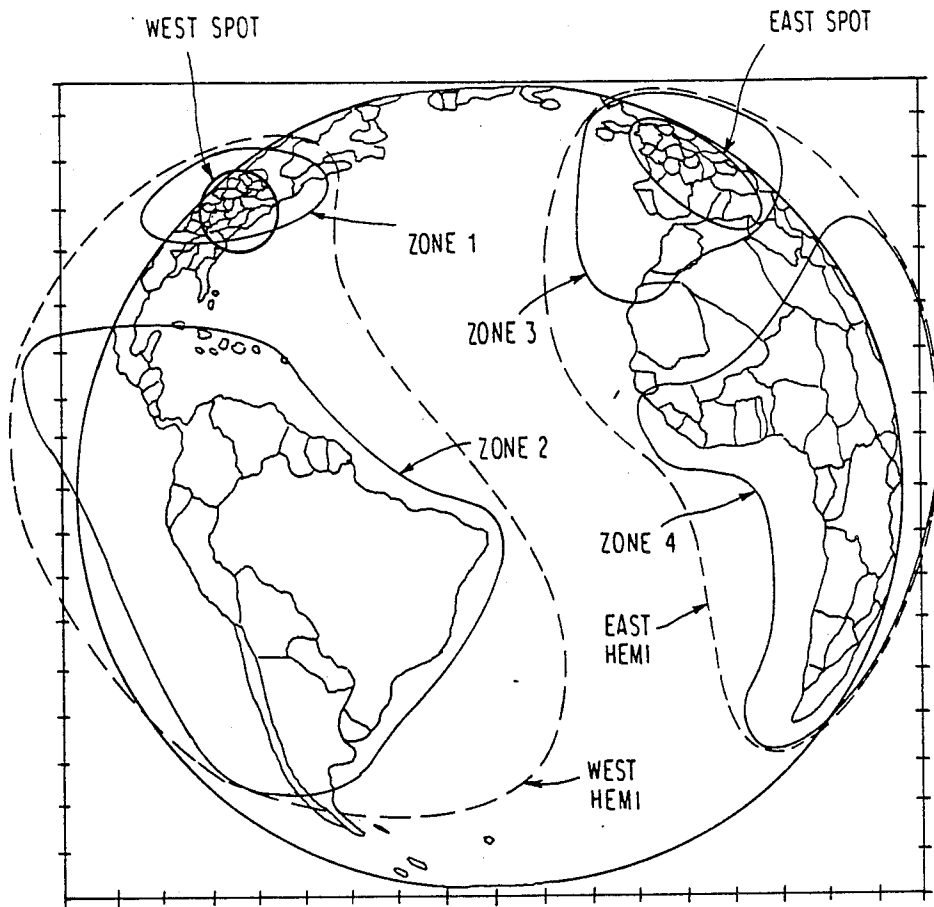 WEST SPOT
EAST SPOT
ZONE 1
ZONE 3
ZONE 2
ZONE 4
EAST
HEMI
WEST
HEMI